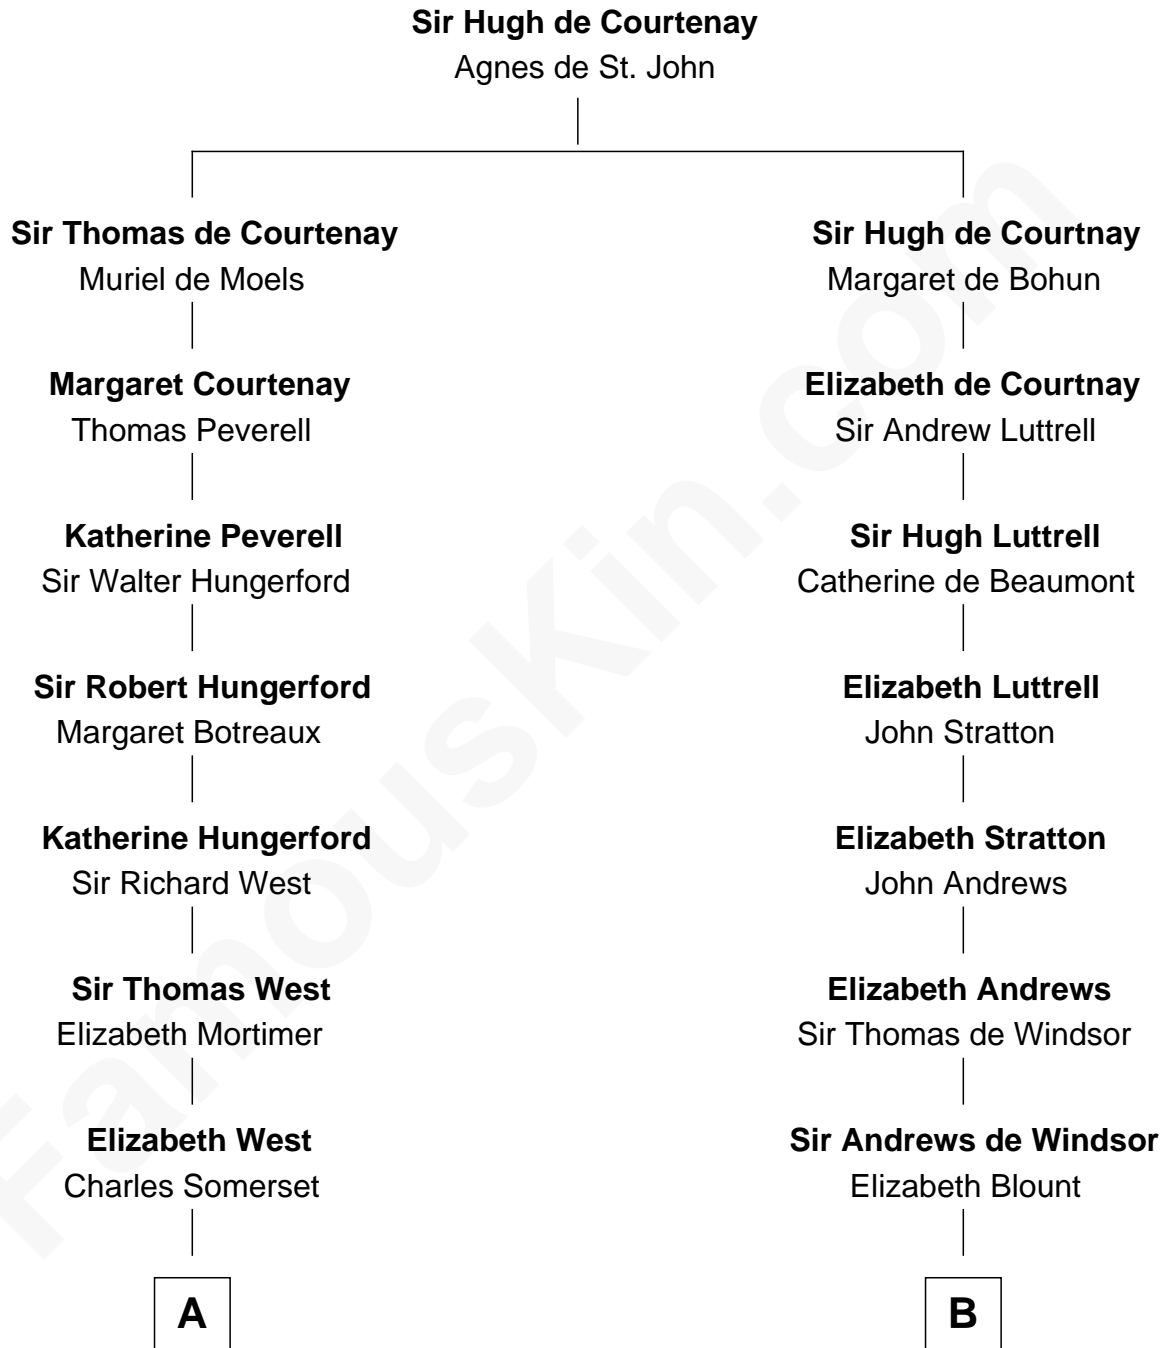 Sir Hugh de Courtenay
Agnes de St. John
Sir Thomas de Courtenay
Muriel de Moels
Sir Hugh de Courtnay
Margaret de Bohun
Margaret Courtenay
Thomas Peverell
Elizabeth de Courtnay
Sir Andrew Luttrell
Katherine Peverell
Sir Walter Hungerford
Sir Hugh Luttrell
Catherine de Beaumont
Sir Robert Hungerford
Margaret Botreaux
Elizabeth Luttrell
John Stratton
Katherine Hungerford
Sir Richard West
Elizabeth Stratton
John Andrews
Sir Thomas West
Elizabeth Mortimer
Elizabeth Andrews
Sir Thomas de Windsor
Elizabeth West
Charles Somerset
Sir Andrews de Windsor
Elizabeth Blount
A
B
FamousKin.com